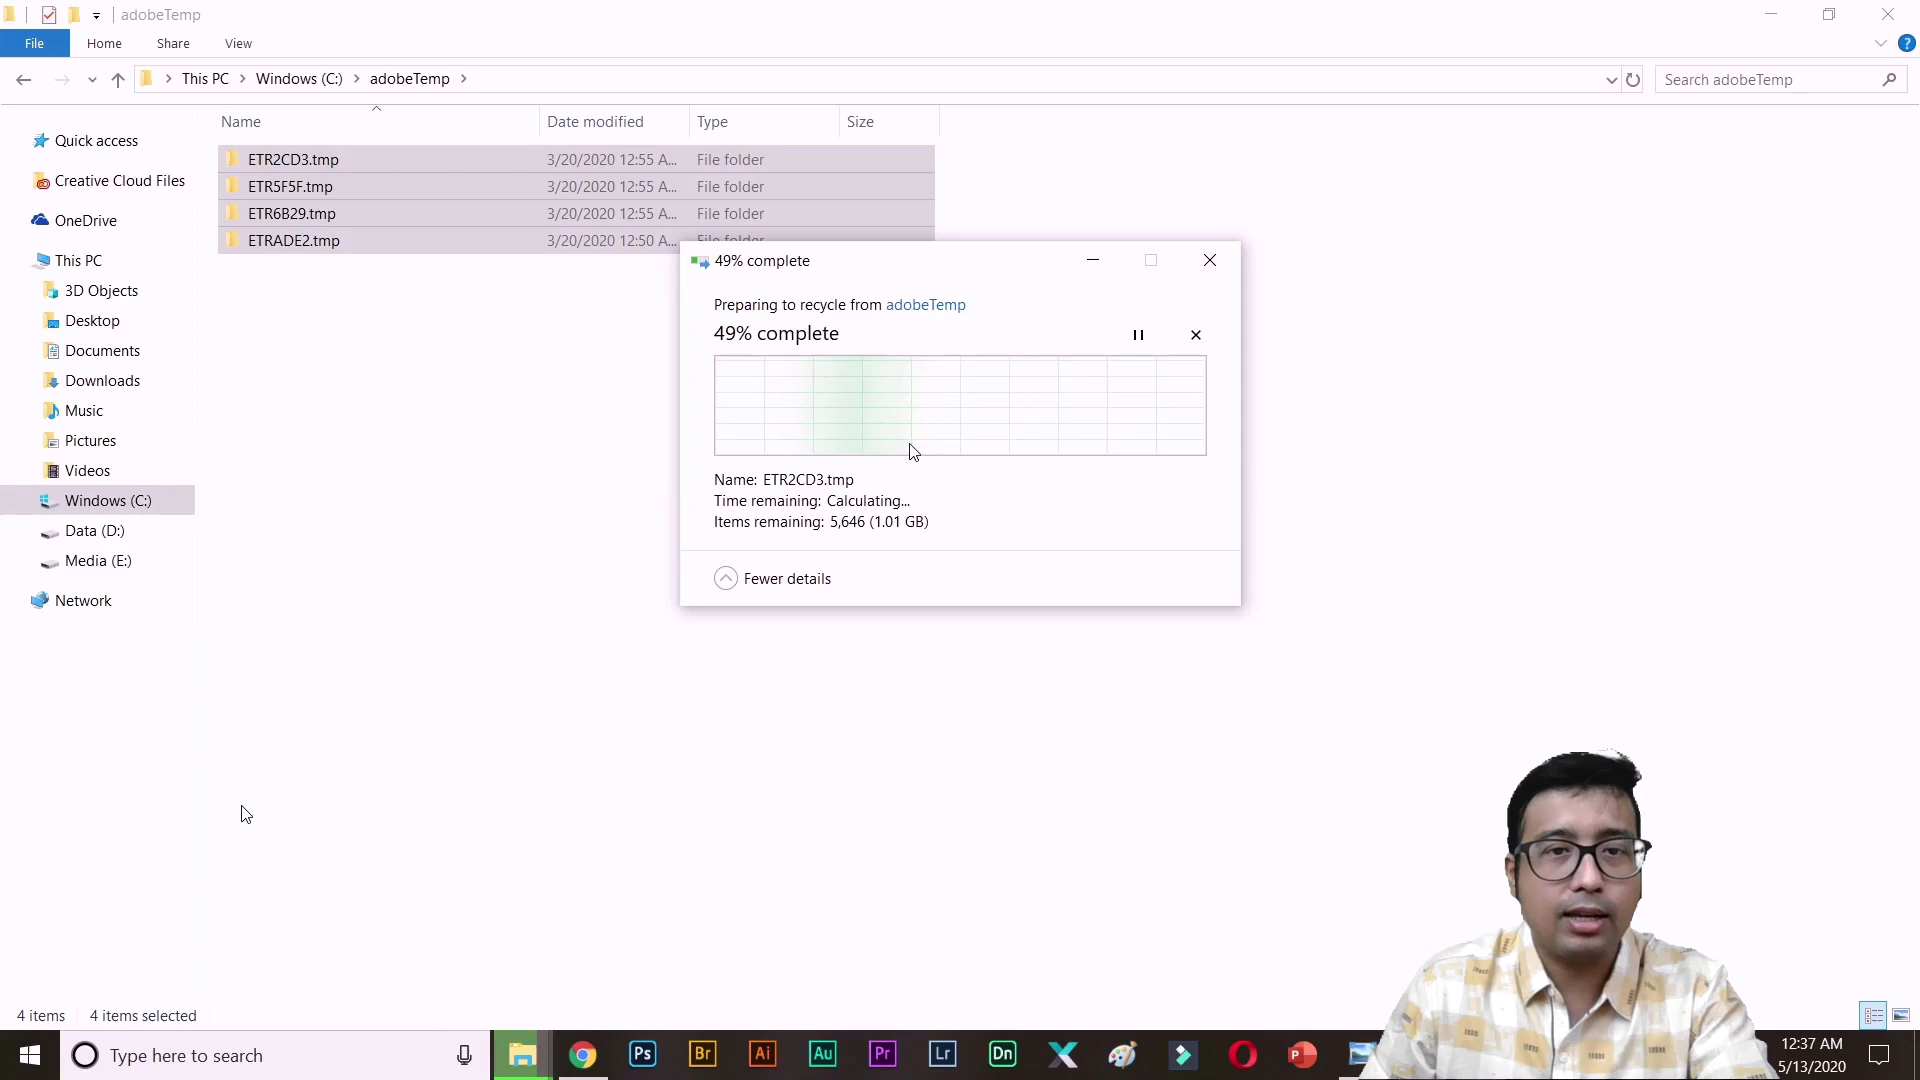 adobeTemp
File Home Share View
This PC Windows (C:) adobeTemp
Search adobeTemp
Name Date modified Type Size
ETR2CD3.tmp 3/20/2020 12:55 A... File folder
ETR5F5F.tmp 3/20/2020 12:55 A... File folder
ETR6B29.tmp 3/20/2020 12:55 A... File folder
ETRADE2.tmp 3/20/2020 12:50 A... File folder
Quick access
Creative Cloud Files
OneDrive
This PC
3D Objects
Desktop
Documents
Downloads
Music
Pictures
Videos
Windows (C:)
Data (D:)
Media (E:)
Network
49% complete
Preparing to recycle from adobeTemp
49% complete
Name: ETR2CD3.tmp
Time remaining: Calculating...
Items remaining: 5,646 (1.01 GB)
Fewer details
4 items 4 items selected
Type here to search
Ps Br Ai Au Pr Lr Dn
12:37 AM
5/13/2020